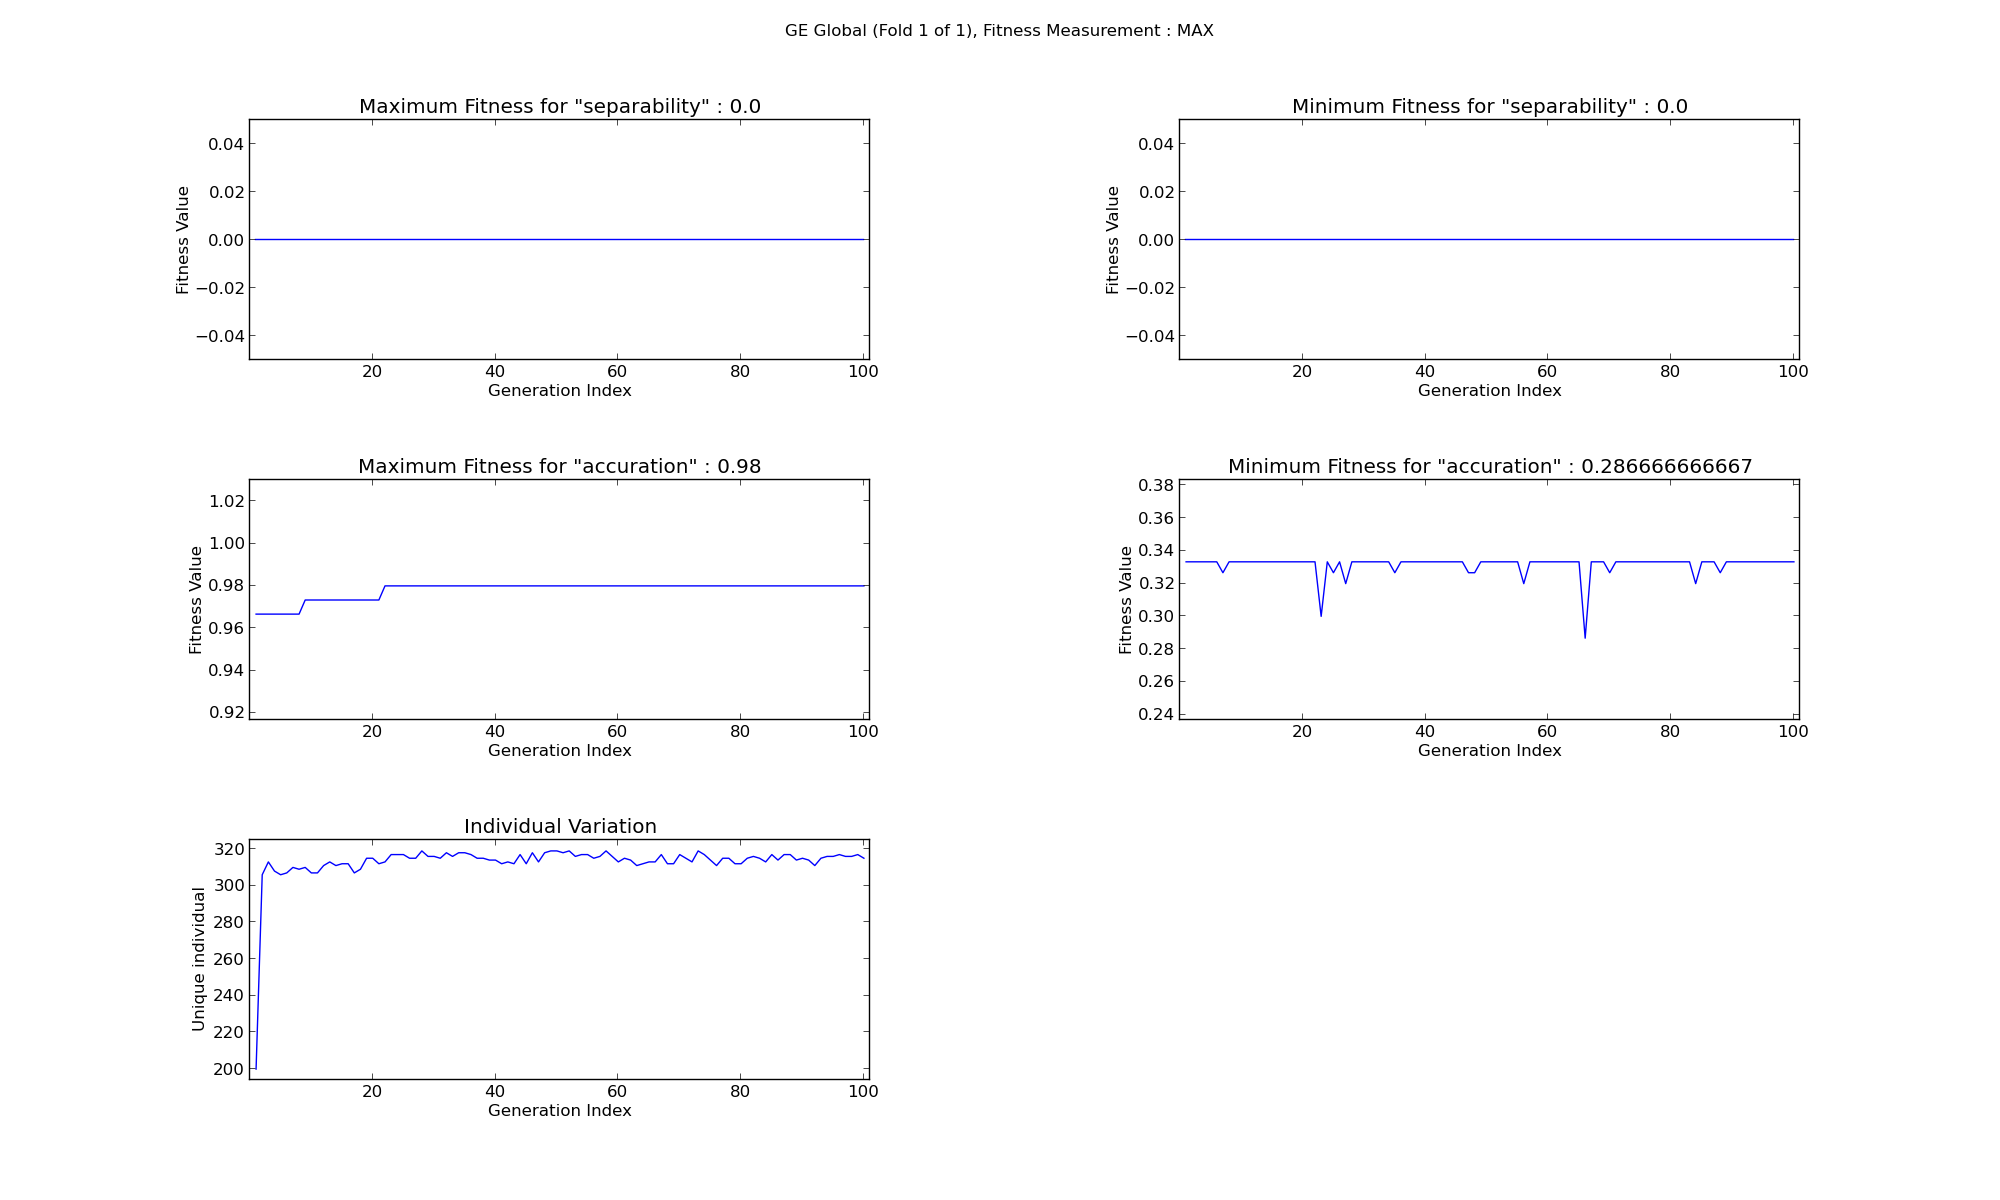 GE Global (Fold 1 of 1), Fitness Measurement : MAX
Maximum Fitness for "separability" : 0.0
Fitness Value
0.04
0.02
0.00
−0.02
−0.04
20 40 60 80 100
Generation Index
Minimum Fitness for "separability" : 0.0
Fitness Value
0.04
0.02
0.00
−0.02
−0.04
20 40 60 80 100
Generation Index
Maximum Fitness for "accuration" : 0.98
Fitness Value
1.02
1.00
0.98
0.96
0.94
0.92
20 40 60 80 100
Generation Index
Minimum Fitness for "accuration" : 0.286666666667
Fitness Value
0.38
0.36
0.34
0.32
0.30
0.28
0.26
0.24
20 40 60 80 100
Generation Index
Individual Variation
Unique individual
320
300
280
260
240
220
200
20 40 60 80 100
Generation Index